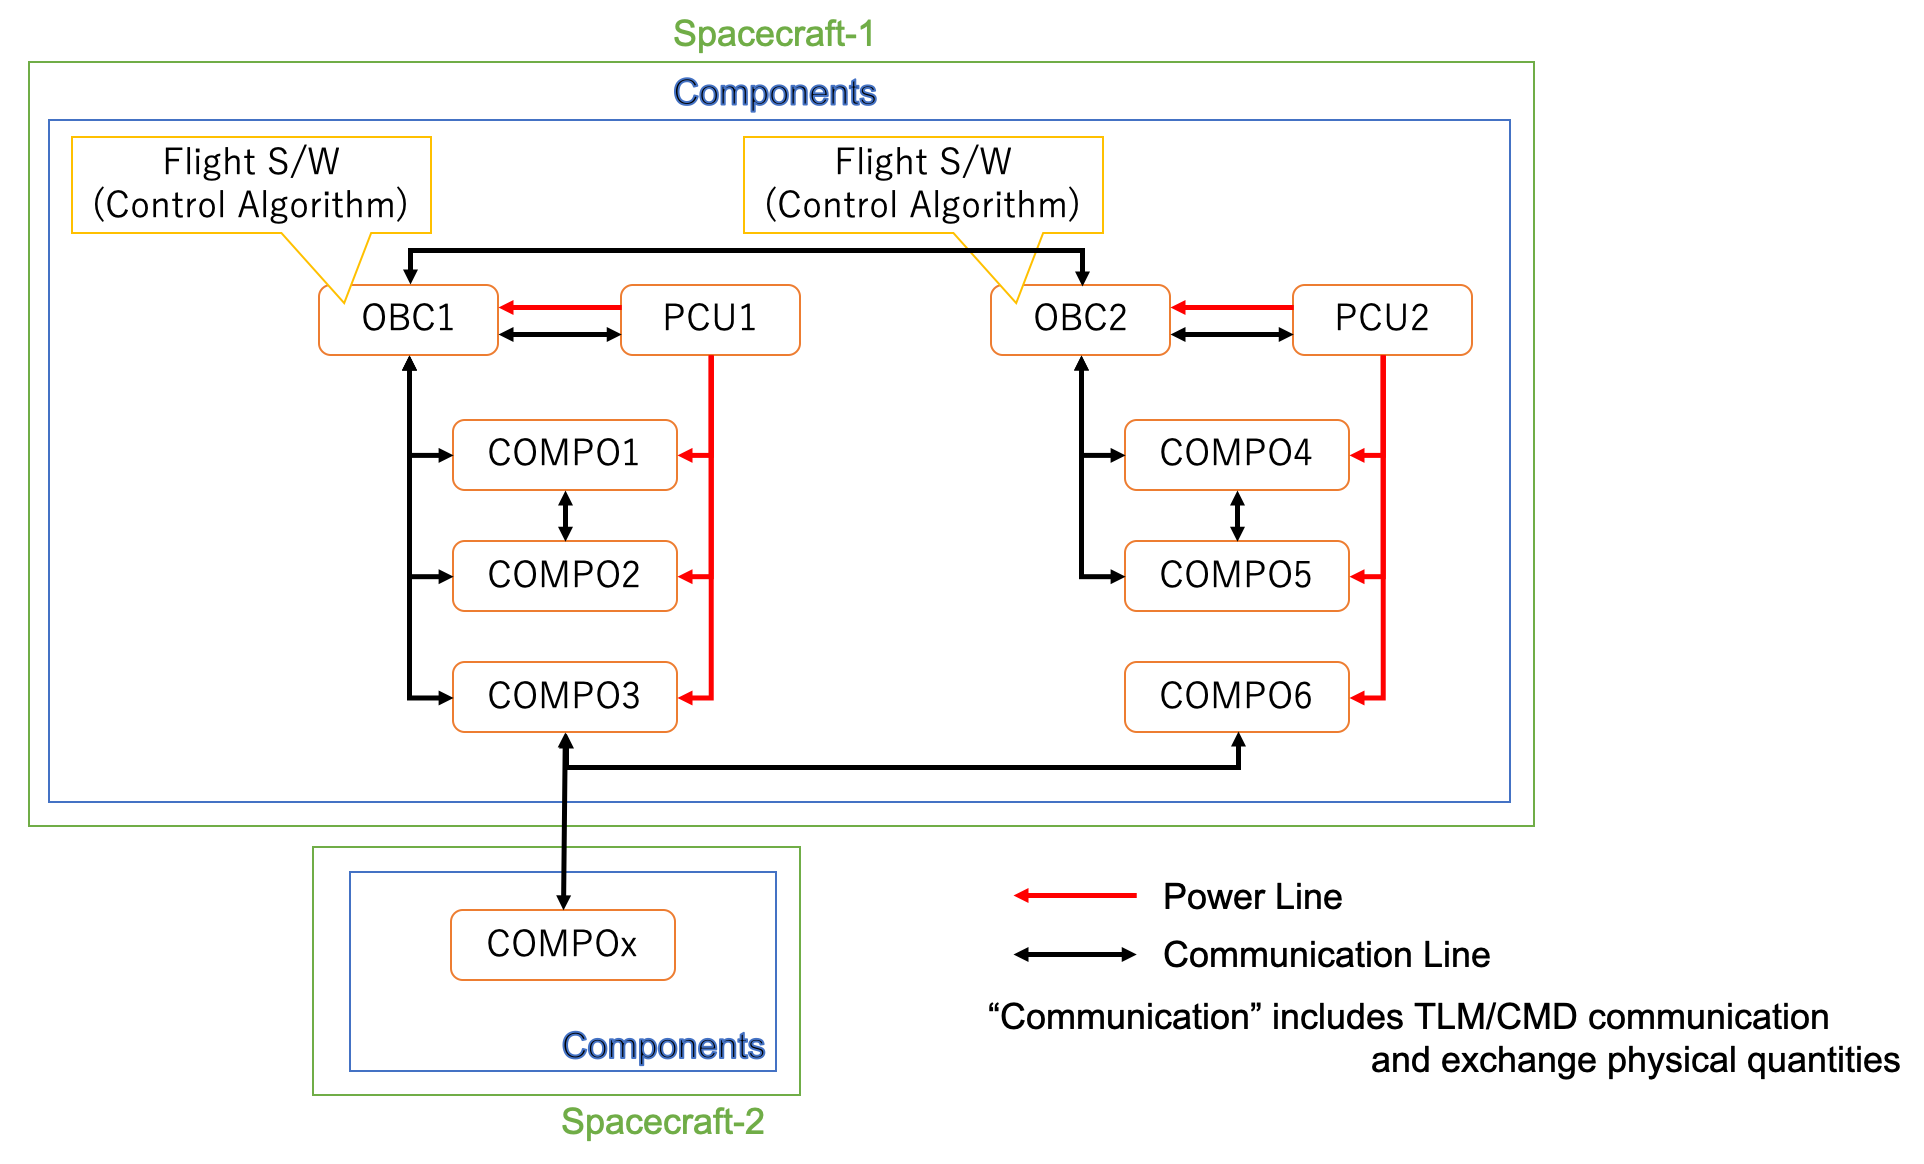 Spacecraft-1
Components
Flight S/W
(Control Algorithm)
Flight S/W
(Control Algorithm)
OBC1
PCU1
OBC2
PCU2
COMPO1
COMPO4
COMPO2
COMPO5
COMPO3
COMPO6
COMPOx
Components
Spacecraft-2
Power Line
Communication Line
“Communication” includes TLM/CMD communication
and exchange physical quantities